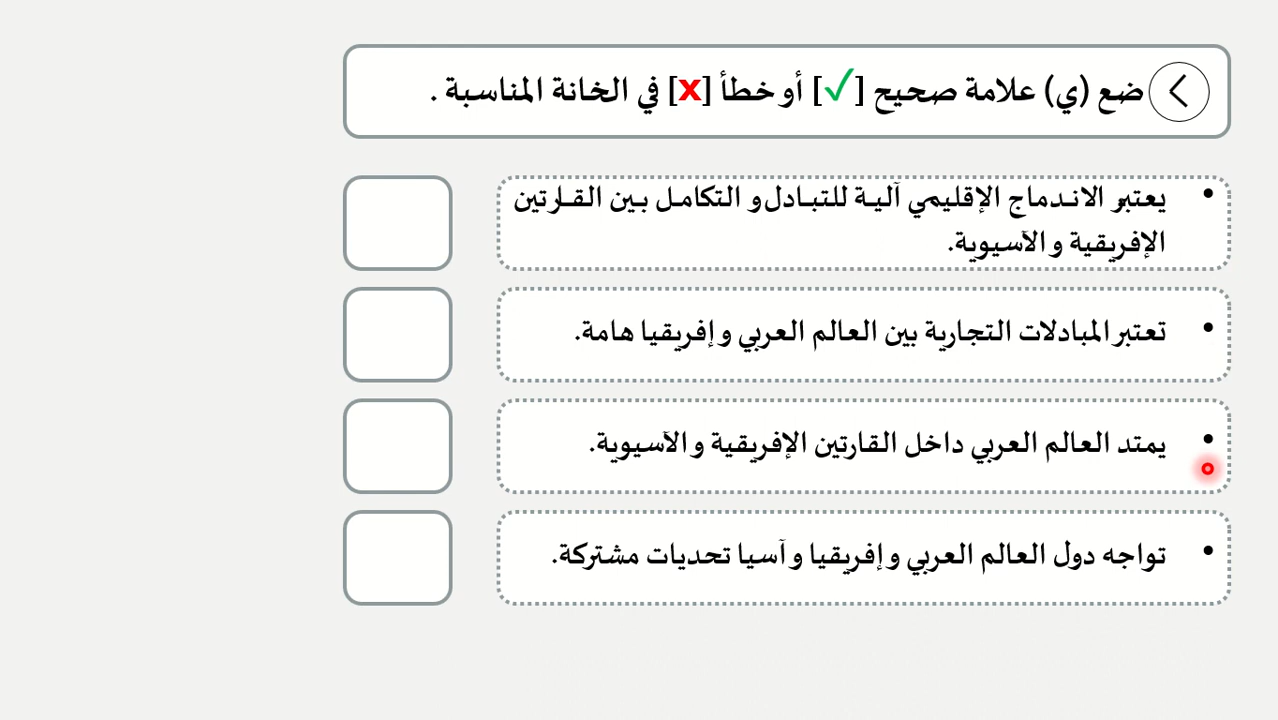 ضع (ي) علامة صحيح [✓] أو خطأ [x] في الخانة المناسبة .
• يعتبر الاندماج الإقليمي آلية للتبادل و التكامل بين القارتين
الإفريقية و الآسيوية.
• تعتبر المبادلات التجارية بين العالم العربي و إفريقيا هامة.
• يمتد العالم العربي داخل القارتين الإفريقية و الآسيوية.
• تواجه دول العالم العربي و إفريقيا و آسيا تحديات مشتركة.